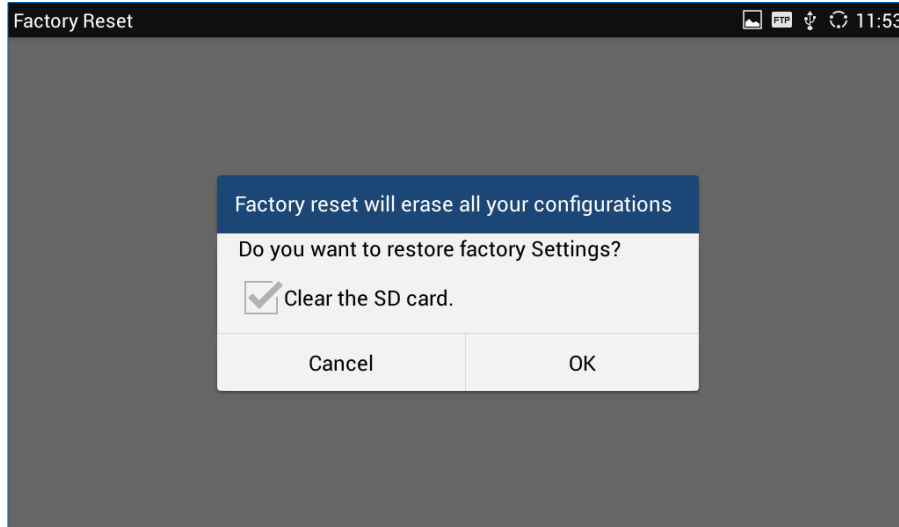 Factory Reset
FTP 11:53
Factory reset will erase all your configurations
Do you want to restore factory Settings?
Clear the SD card.
Cancel OK